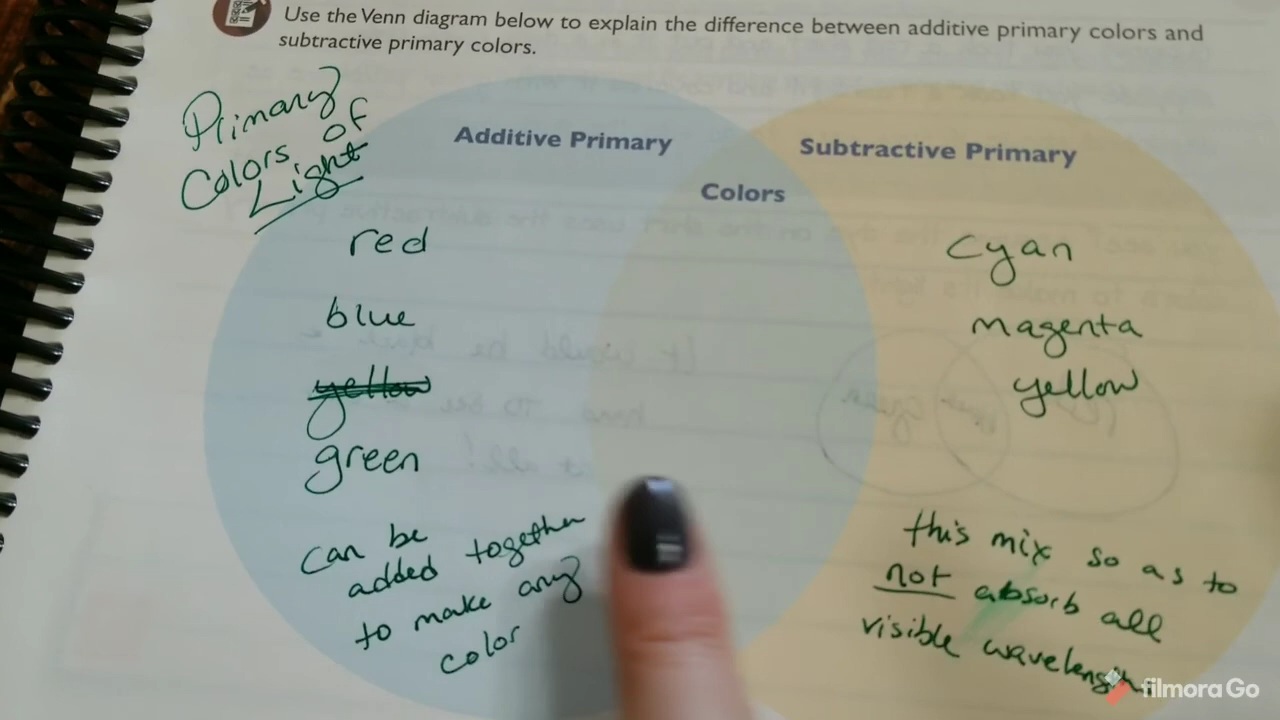 Use the Venn diagram below to explain the difference between additive primary colors and
subtractive primary colors.
Primary
Colors of
Light
Additive Primary
Subtractive Primary
Colors
red
blue
yellow
green
can be
added together
to make any
color
cyan
magenta
yellow
this mix so as to
not absorb all
visible wavelength
filmora Go